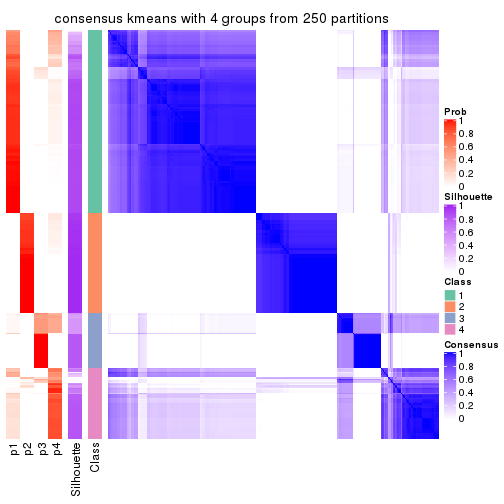 consensus kmeans with 4 groups from 250 partitions
p1
p2
p3
p4
Silhouette
Class
Prob
1
0.8
0.6
0.4
0.2
0
Silhouette
1
0.8
0.6
0.4
0.2
0
Class
1
2
3
4
Consensus
1
0.8
0.6
0.4
0.2
0